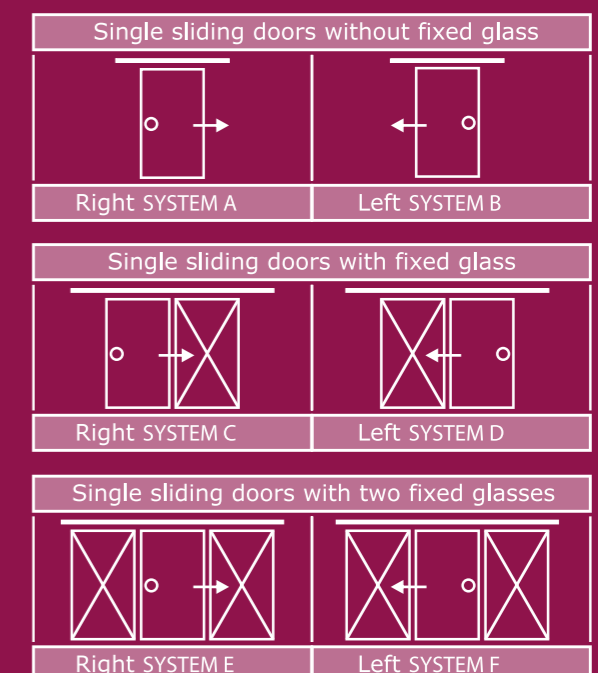 Single sliding doors without fixed glass
Right SYSTEM A
Left SYSTEM B
Single sliding doors with fixed glass
Right SYSTEM C
Left SYSTEM D
Single sliding doors with two fixed glasses
Right SYSTEM E
Left SYSTEM F